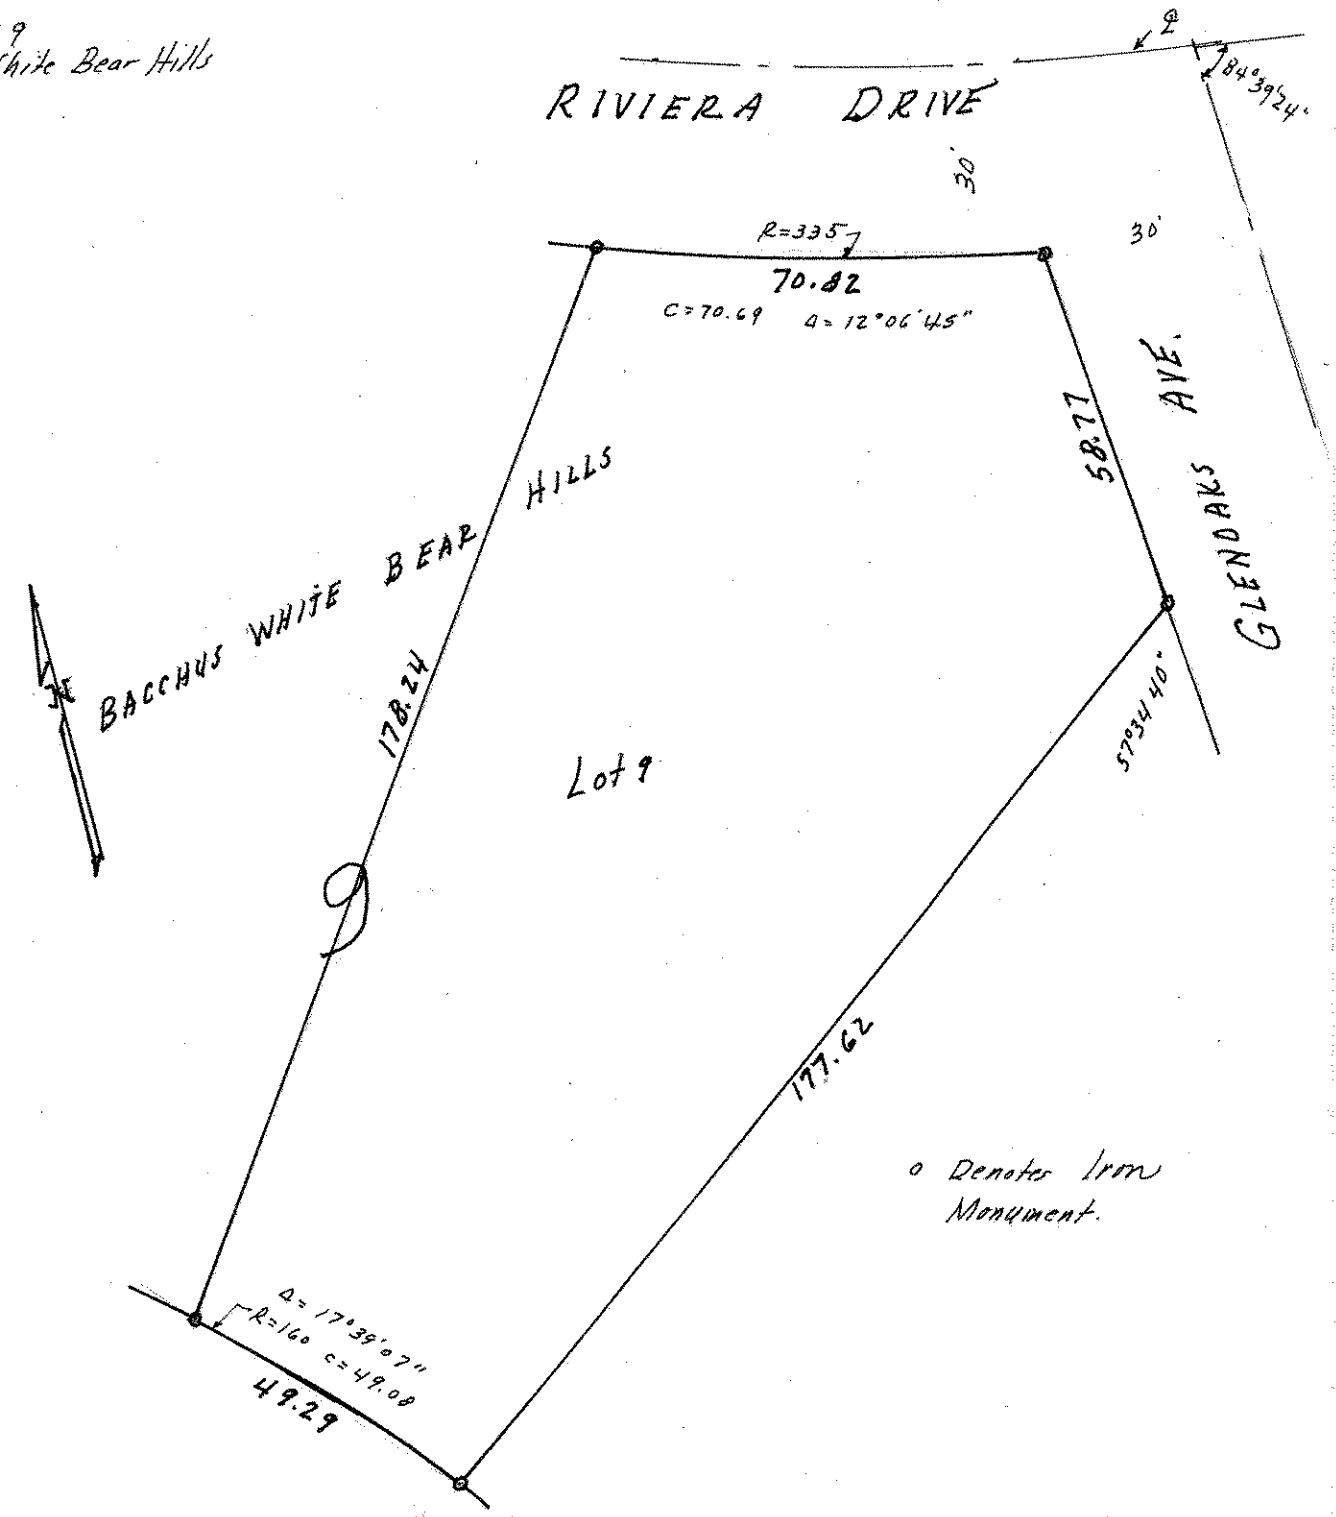 9
White Bear Hills
℄
84°39'24"
RIVIERA DRIVE
30'
30'
R=335
70.82
C=70.69 Δ=12°06'45"
58.77
GLENOAKS AVE.
BACCHUS WHITE BEAR HILLS
N
178.24
57°34'40"
Lot 9
9
177.62
o Denotes Iron
Monument.
Δ=17°39'07"
R=160 C=49.08
49.29